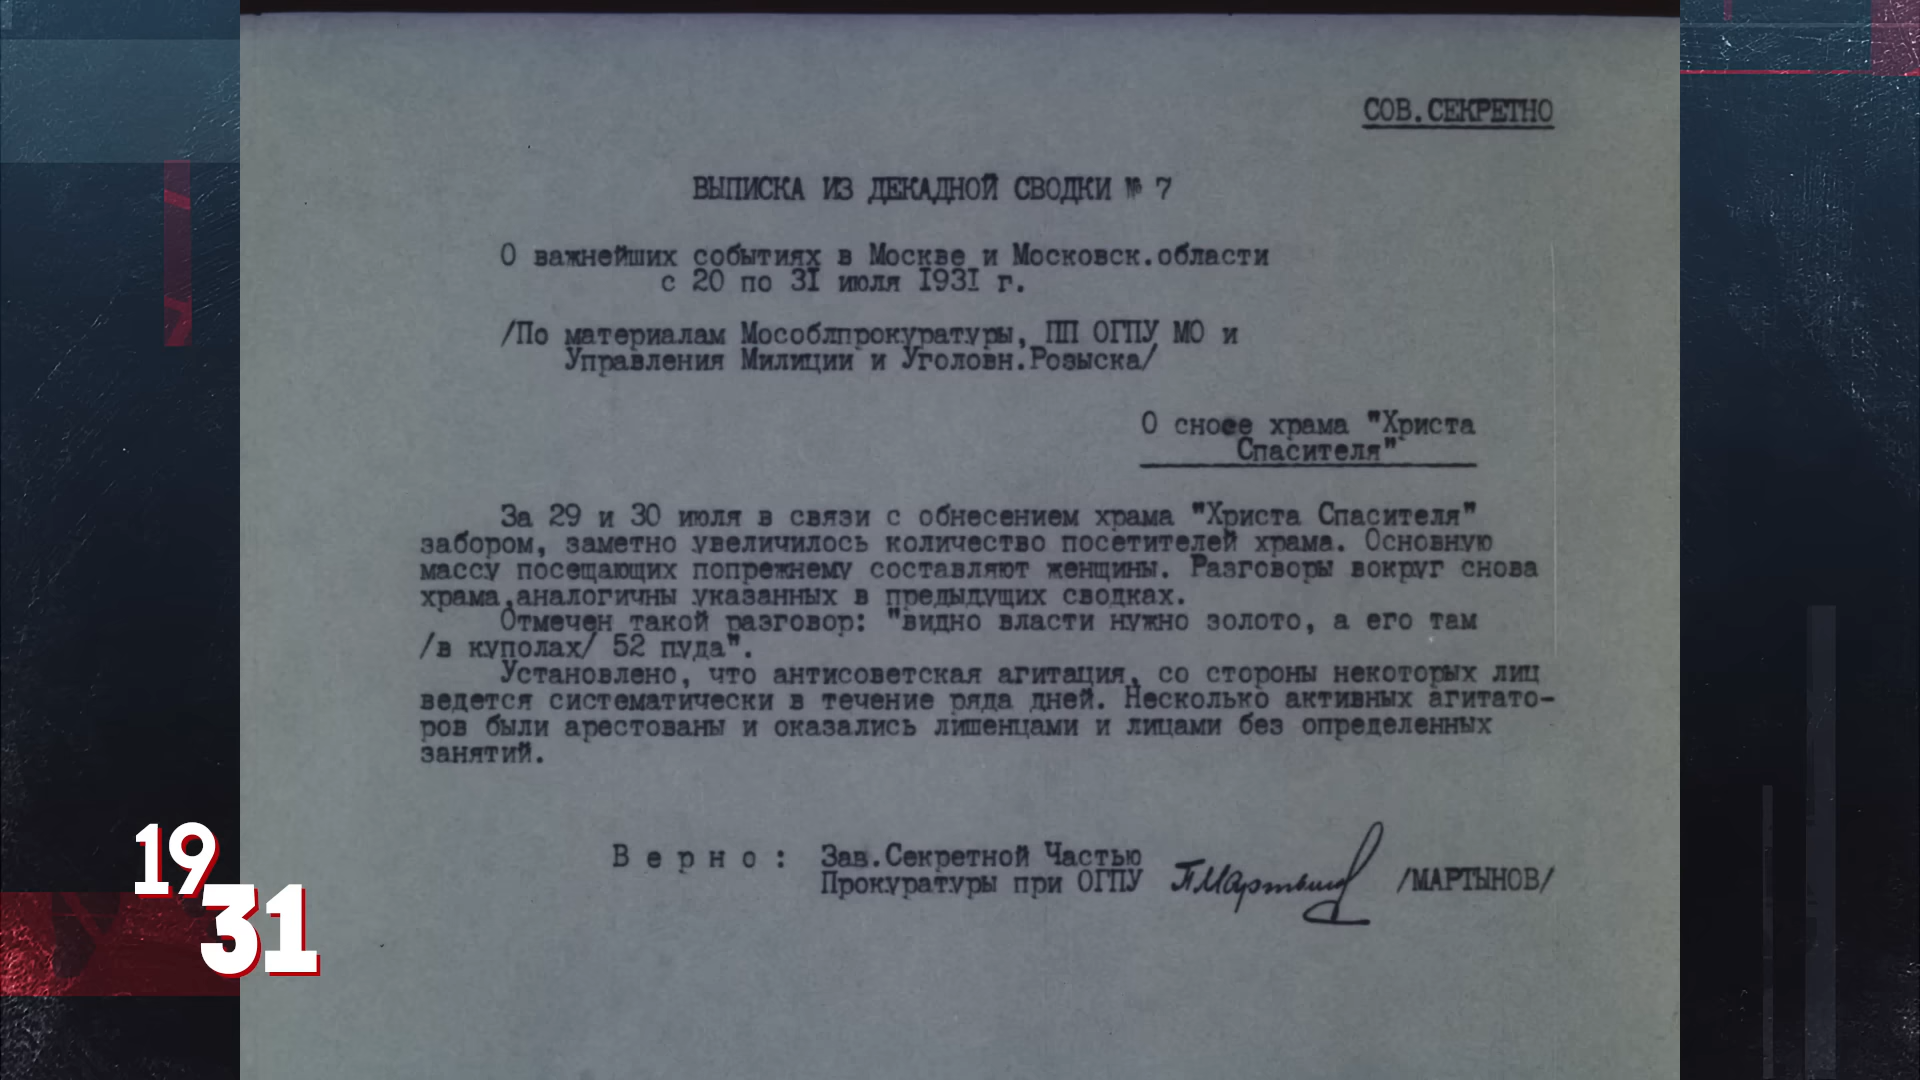 СОВ.СЕКРЕТНО
ВЫПИСКА ИЗ ДЕКАДНОЙ СВОДКИ № 7
О важнейших событиях в Москве и Московск.области
с 20 по 31 июля 1931 г.
/По материалам Мособлпрокуратуры, ПП ОГПУ МО и
Управления Милиции и Уголовн.Розыска/
О сносе храма "Христа
Спасителя"
За 29 и 30 июля в связи с обнесением храма "Христа Спасителя"
забором, заметно увеличилось количество посетителей храма. Основную
массу посещающих попрежнему составляют женщины. Разговоры вокруг снова
храма,аналогичны указанных в предыдущих сводках.
Отмечен такой разговор: "видно власти нужно золото, а его там
/в куполах/ 52 пуда".
Установлено, что антисоветская агитация, со стороны некоторых лиц
ведется систематически в течение ряда дней. Несколько активных агитато-
ров были арестованы и оказались лишенцами и лицами без определенных
занятий.
Верно: Зав.Секретной Частью
Прокуратуры при ОГПУ ПМартынов /МАРТЫНОВ/
19
31